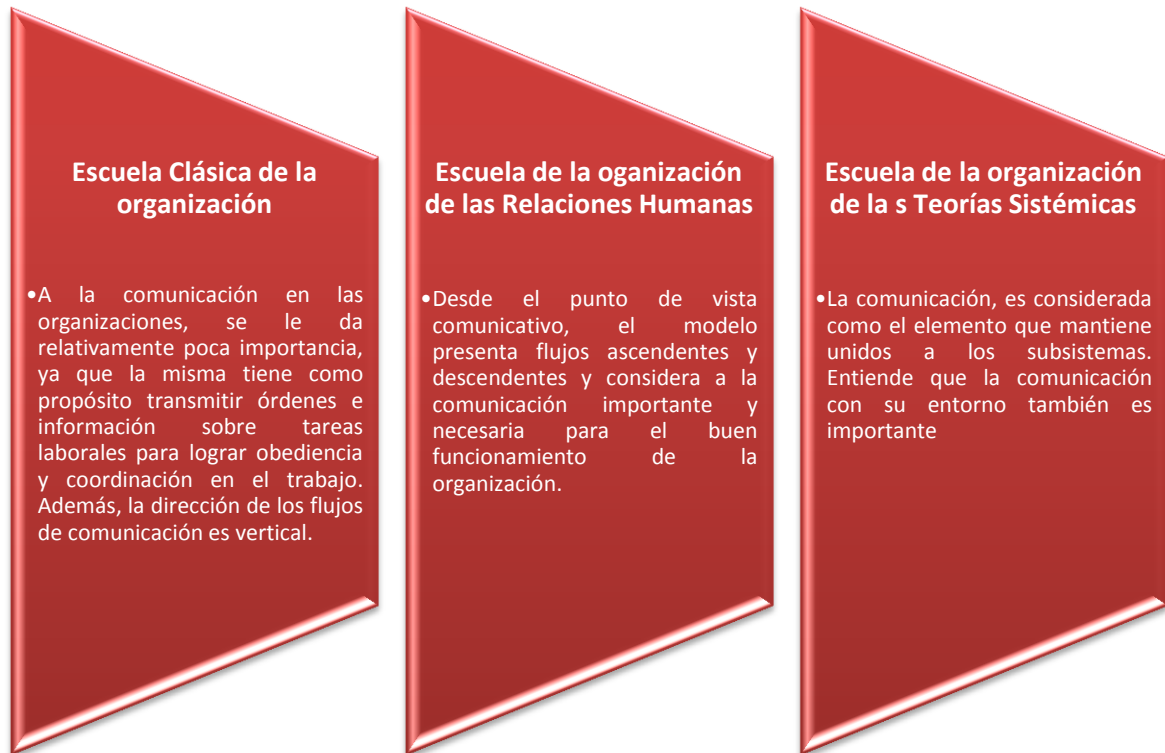 Escuela Clásica de la
organización
•A la comunicación en las
organizaciones, se le da
relativamente poca importancia,
ya que la misma tiene como
propósito transmitir órdenes e
información sobre tareas
laborales para lograr obediencia
y coordinación en el trabajo.
Además, la dirección de los flujos
de comunicación es vertical.
Escuela de la oganización
de las Relaciones Humanas
•Desde el punto de vista
comunicativo, el modelo
presenta flujos ascendentes y
descendentes y considera a la
comunicación importante y
necesaria para el buen
funcionamiento de la
organización.
Escuela de la organización
de la s Teorías Sistémicas
•La comunicación, es considerada
como el elemento que mantiene
unidos a los subsistemas.
Entiende que la comunicación
con su entorno también es
importante